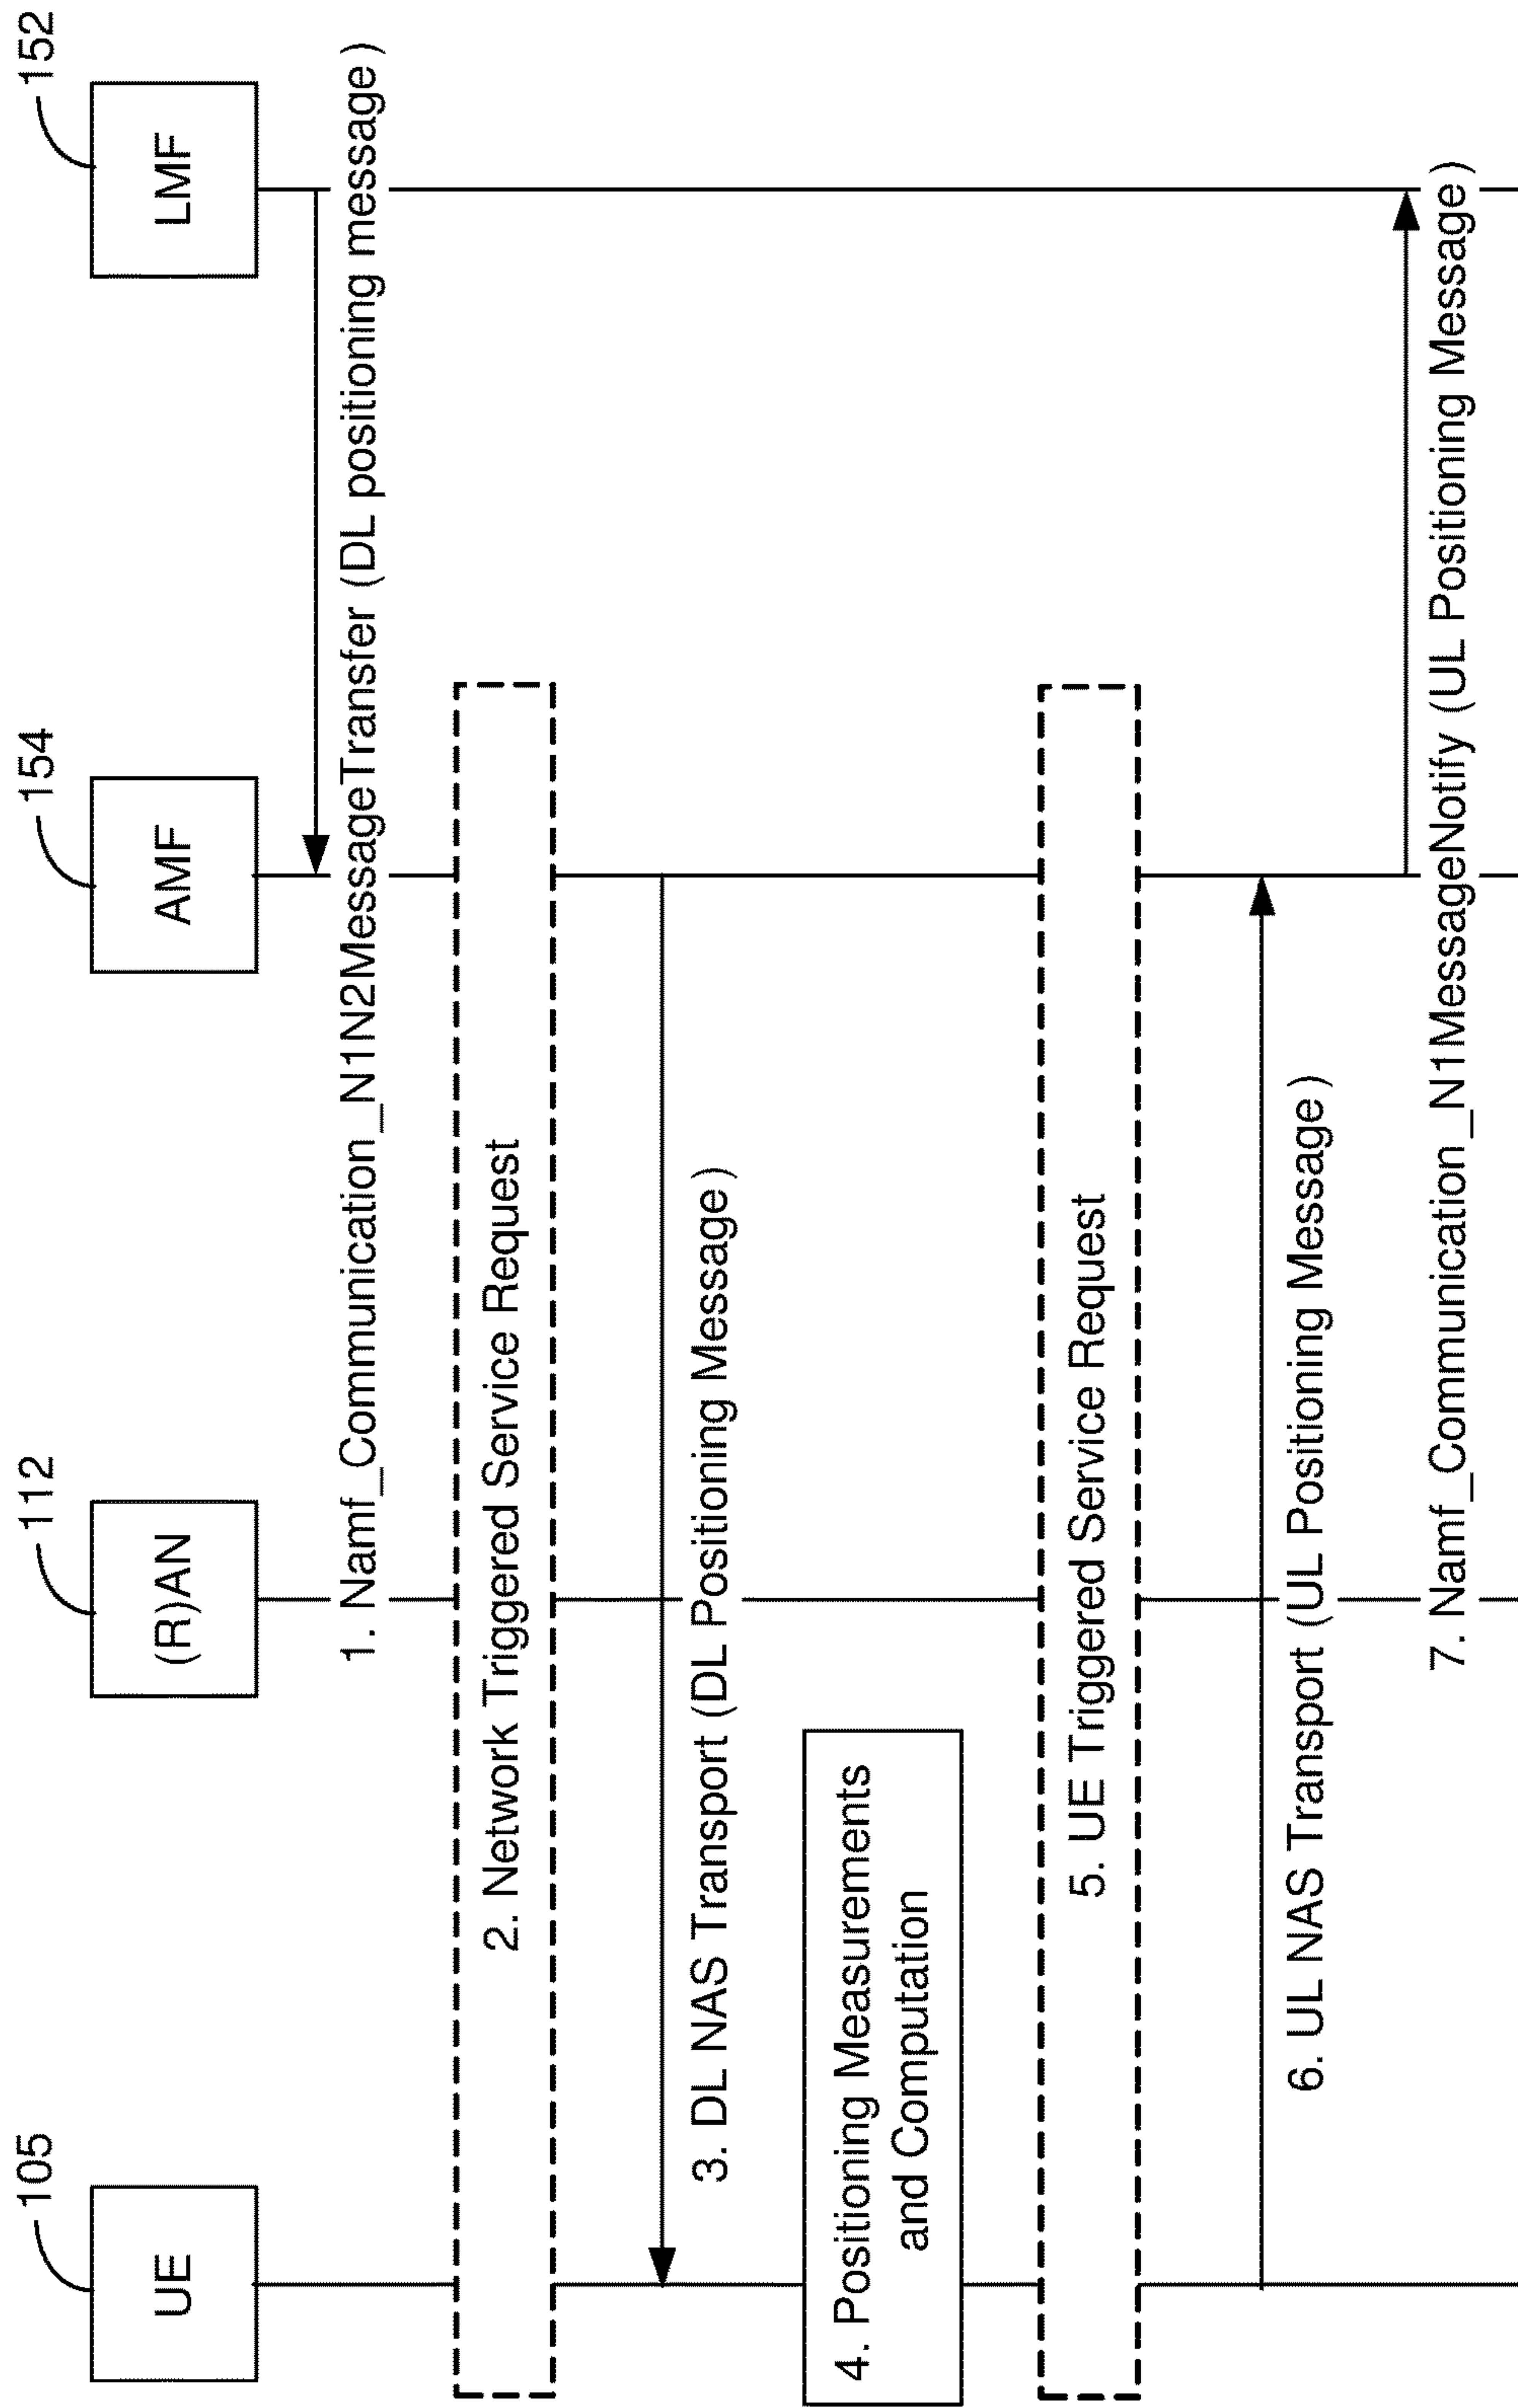 105
112
154
152
UE
(R)AN
AMF
LMF
1. Namf_Communication_N1N2MessageTransfer (DL positioning message)
2. Network Triggered Service Request
3. DL NAS Transport (DL Positioning Message)
4. Positioning Measurements
and Computation
5. UE Triggered Service Request
6. UL NAS Transport (UL Positioning Message)
7. Namf_Communication_N1MessageNotify (UL Positioning Message)